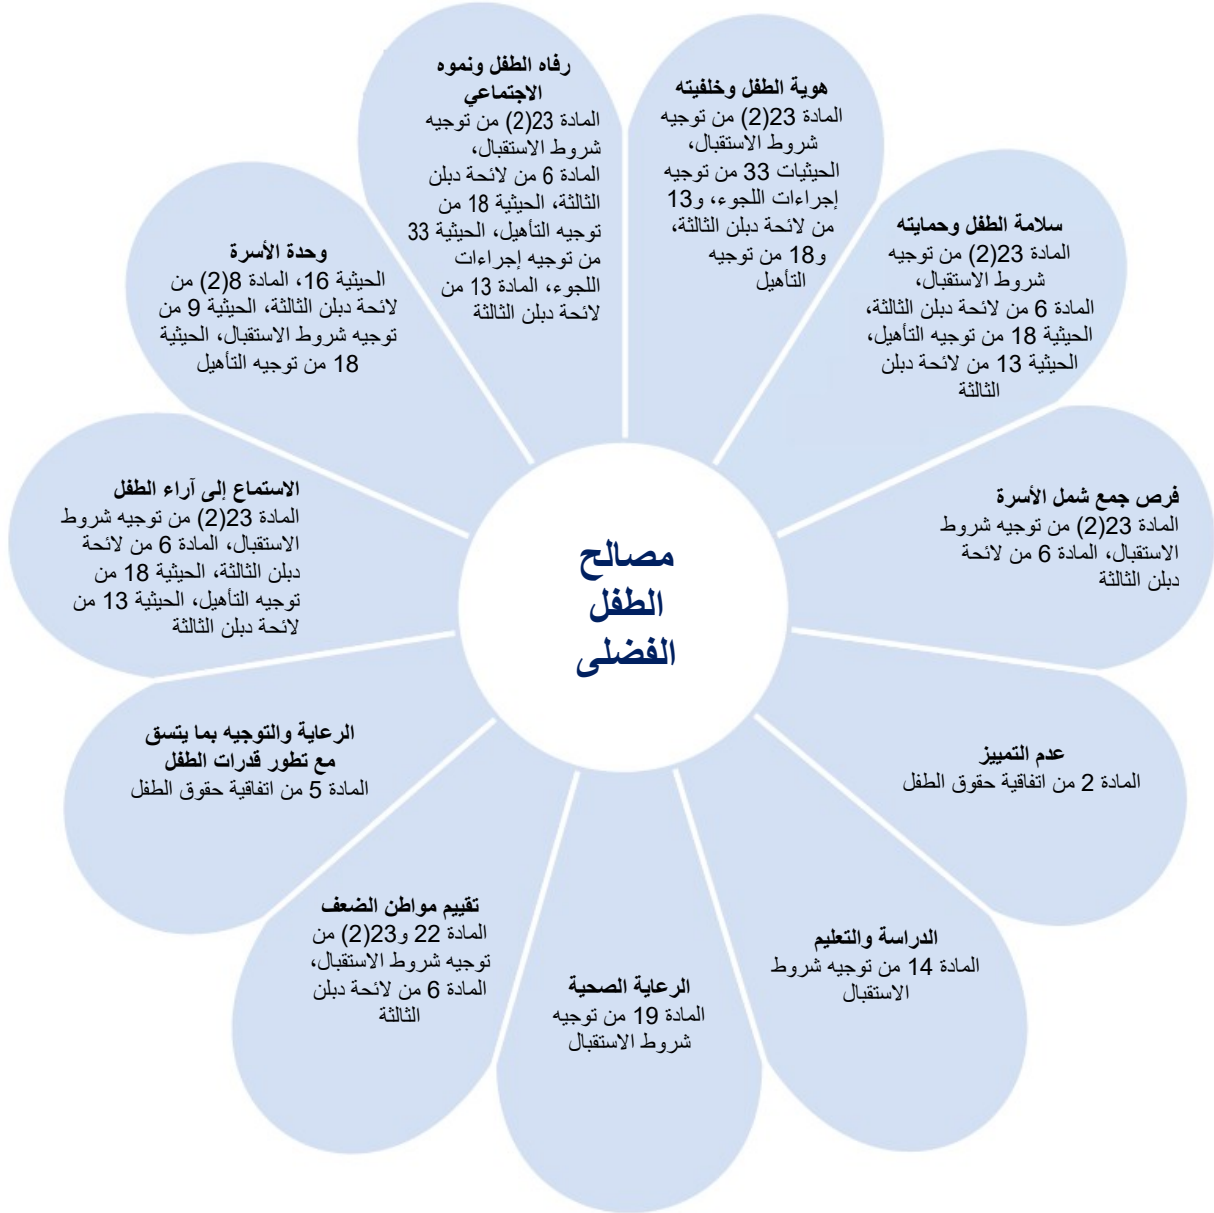 رفاه الطفل ونموه
الاجتماعي
المادة 23(2) من توجيه
شروط الاستقبال،
المادة 6 من لائحة دبلن
الثالثة، الحيثية 18 من
توجيه التأهيل، الحيثية 33
من توجيه إجراءات
اللجوء، المادة 13 من
لائحة دبلن الثالثة
هوية الطفل وخلفيته
المادة 23(2) من توجيه
شروط الاستقبال،
الحيثيات 33 من توجيه
إجراءات اللجوء، و13
من لائحة دبلن الثالثة،
و18 من توجيه
التأهيل
سلامة الطفل وحمايته
المادة 23(2) من توجيه
شروط الاستقبال،
المادة 6 من لائحة دبلن الثالثة،
الحيثية 18 من توجيه التأهيل،
الحيثية 13 من لائحة دبلن
الثالثة
فرص جمع شمل الأسرة
المادة 23(2) من توجيه شروط
الاستقبال، المادة 6 من لائحة
دبلن الثالثة
عدم التمييز
المادة 2 من اتفاقية حقوق الطفل
الدراسة والتعليم
المادة 14 من توجيه شروط
الاستقبال
الرعاية الصحية
المادة 19 من توجيه
شروط الاستقبال
تقييم مواطن الضعف
المادة 22 و23(2) من
توجيه شروط الاستقبال،
المادة 6 من لائحة دبلن
الثالثة
الرعاية والتوجيه بما يتسق
مع تطور قدرات الطفل
المادة 5 من اتفاقية حقوق الطفل
الاستماع إلى آراء الطفل
المادة 23(2) من توجيه شروط
الاستقبال، المادة 6 من لائحة
دبلن الثالثة، الحيثية 18 من
توجيه التأهيل، الحيثية 13 من
لائحة دبلن الثالثة
وحدة الأسرة
الحيثية 16، المادة 8(2) من
لائحة دبلن الثالثة، الحيثية 9 من
توجيه شروط الاستقبال، الحيثية
18 من توجيه التأهيل
مصالح
الطفل
الفضلى